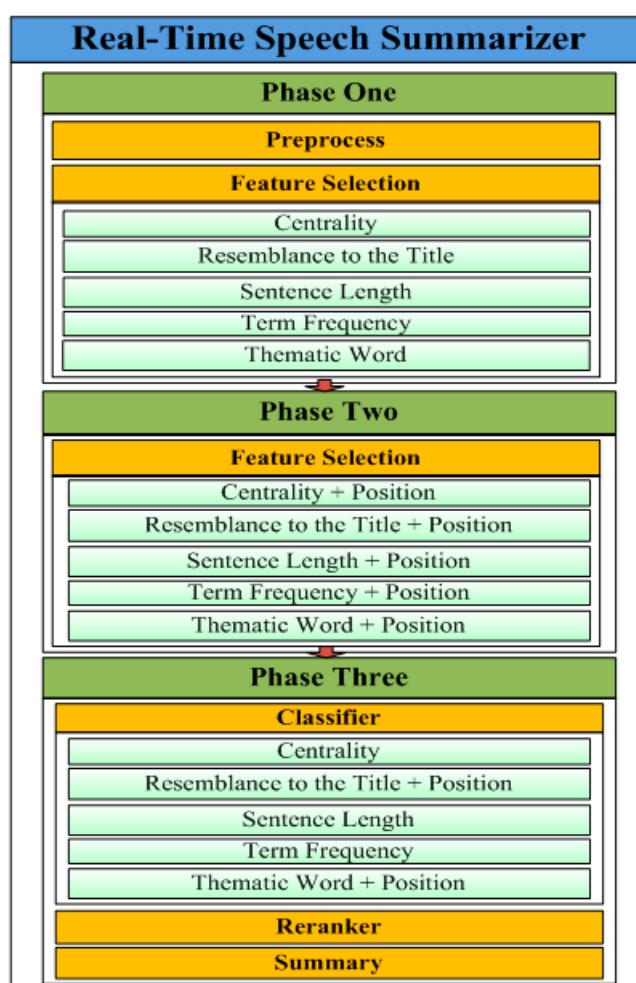 Real-Time Speech Summarizer
Phase One
Preprocess
Feature Selection
Centrality
Resemblance to the Title
Sentence Length
Term Frequency
Thematic Word
Phase Two
Feature Selection
Centrality + Position
Resemblance to the Title + Position
Sentence Length + Position
Term Frequency + Position
Thematic Word + Position
Phase Three
Classifier
Centrality
Resemblance to the Title + Position
Sentence Length
Term Frequency
Thematic Word + Position
Reranker
Summary